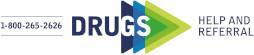 1-800-265-2626
DRUGS
HELP AND
REFERRAL